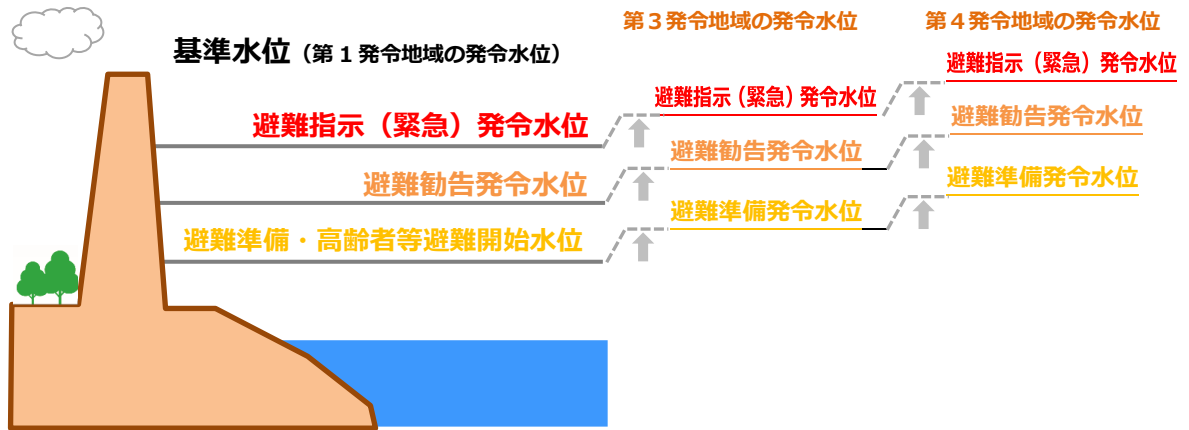 基準水位（第１発令地域の発令水位）
避難指示（緊急）発令水位
避難勧告発令水位
避難準備・高齢者等避難開始水位
第３発令地域の発令水位
避難指示（緊急）発令水位
避難勧告発令水位
避難準備発令水位
第４発令地域の発令水位
避難指示（緊急）発令水位
避難勧告発令水位
避難準備発令水位